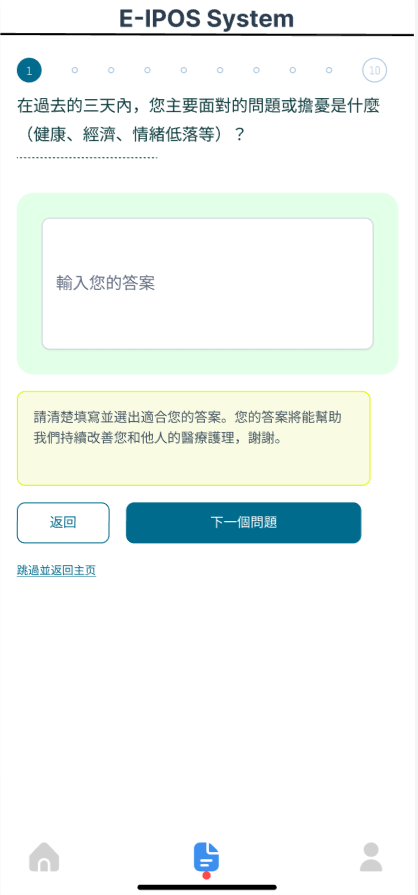 E-IPOS System
1
10
在過去的三天內，您主要面對的問題或擔憂是什麼
（健康、經濟、情緒低落等）？
輸入您的答案
請清楚填寫並選出適合您的答案。您的答案將能幫助
我們持續改善您和他人的醫療護理，謝謝。
返回
下一個問題
跳過並返回主页